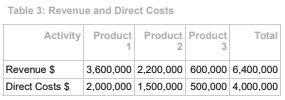 Table 3: Revenue and Direct Costs
Activity Product 1 Product 2 Product 3 Total
Revenue $ 3,600,000 2,200,000 600,000 6,400,000
Direct Costs $ 2,000,000 1,500,000 500,000 4,000,000